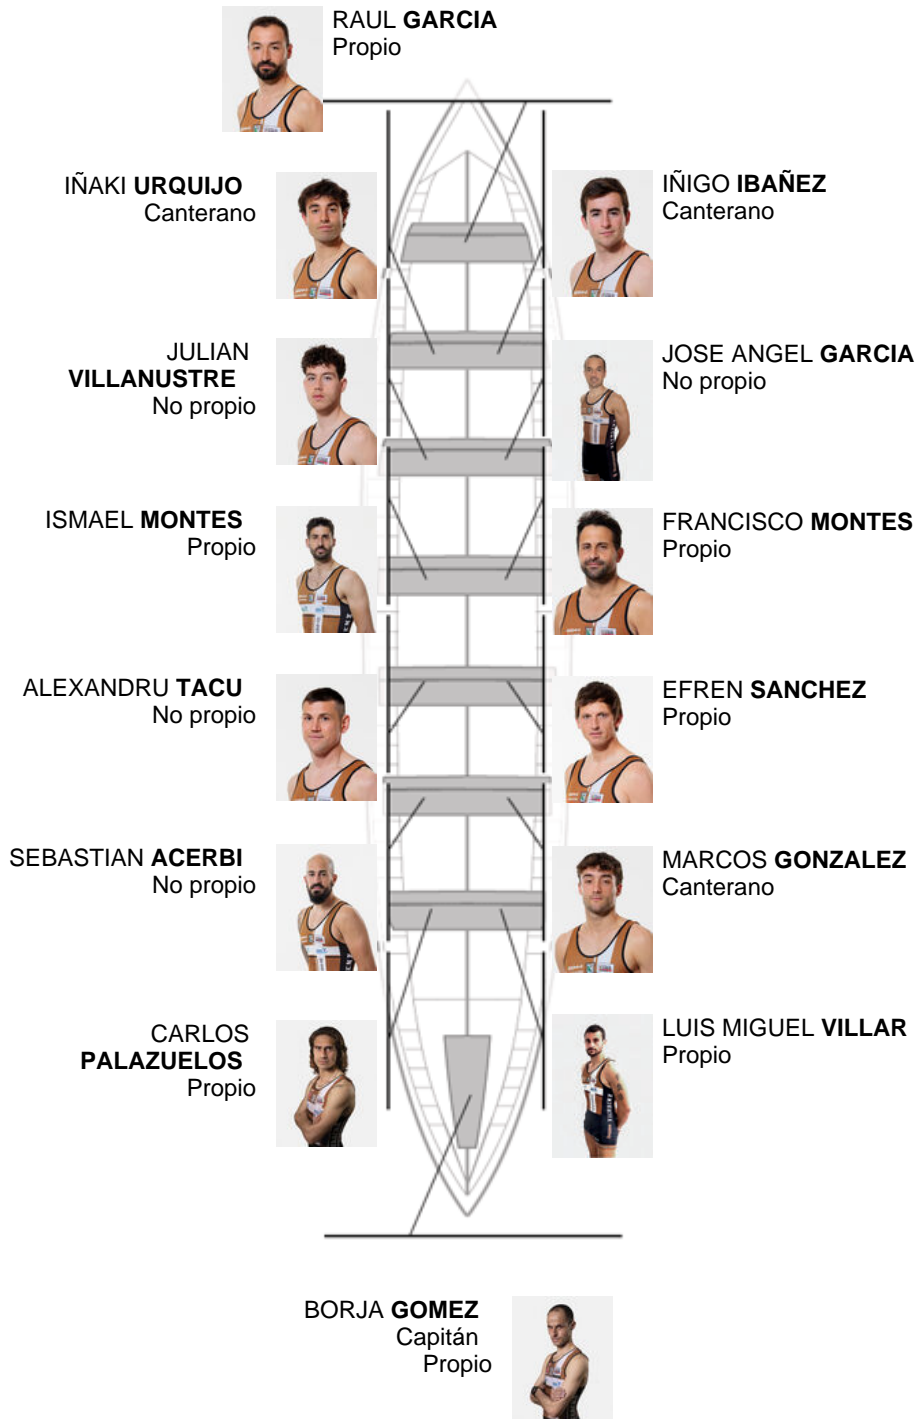 RAUL GARCIA
Propio
IÑAKI URQUIJO
Canterano
IÑIGO IBAÑEZ
Canterano
JULIAN
VILLANUSTRE
No propio
JOSE ANGEL GARCIA
No propio
ISMAEL MONTES
Propio
FRANCISCO MONTES
Propio
ALEXANDRU TACU
No propio
EFREN SANCHEZ
Propio
SEBASTIAN ACERBI
No propio
MARCOS GONZALEZ
Canterano
CARLOS
PALAZUELOS
Propio
LUIS MIGUEL VILLAR
Propio
BORJA GOMEZ
Capitán
Propio